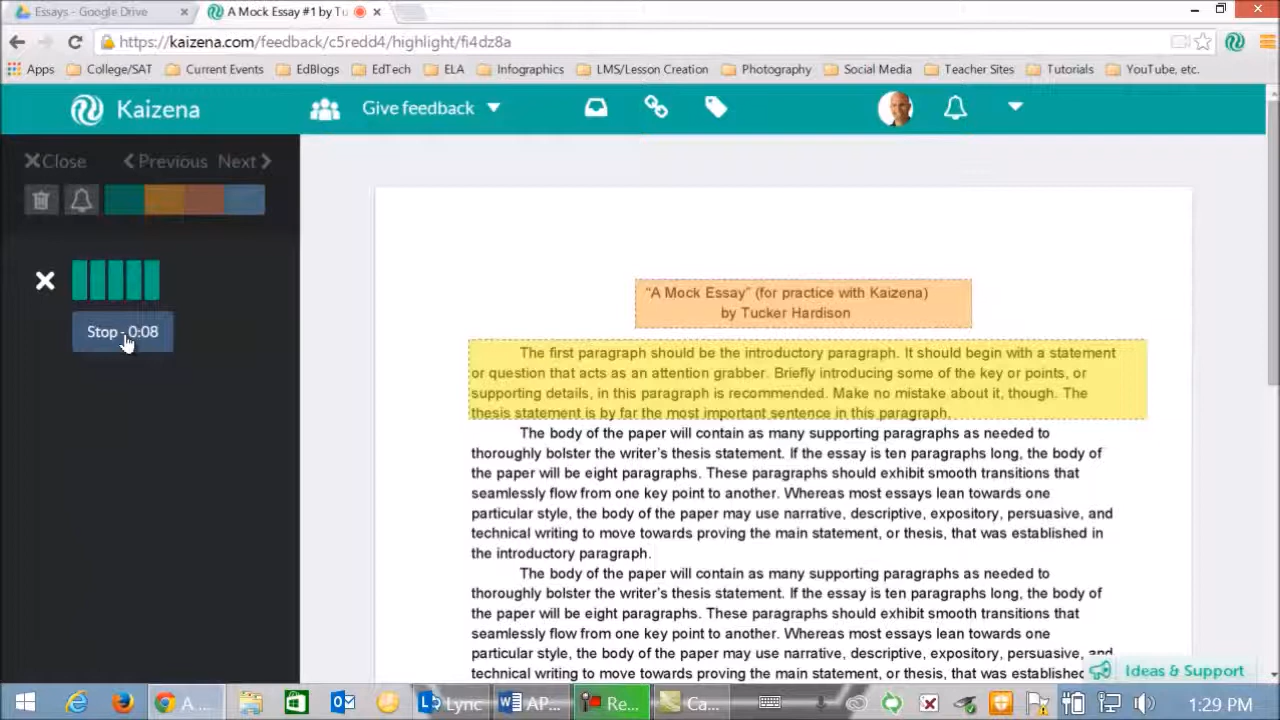 Essays - Google Drive
A Mock Essay #1 by Tu
https://kaizena.com/feedback/c5redd4/highlight/fi4dz8a
Apps College/SAT Current Events EdBlogs EdTech ELA Infographics LMS/Lesson Creation Photography Social Media Teacher Sites Tutorials YouTube, etc.
Kaizena Give feedback
Close Previous Next
Stop - 0:08
“A Mock Essay” (for practice with Kaizena)
by Tucker Hardison
The first paragraph should be the introductory paragraph. It should begin with a statement
or question that acts as an attention grabber. Briefly introducing some of the key or points, or
supporting details, in this paragraph is recommended. Make no mistake about it, though. The
thesis statement is by far the most important sentence in this paragraph.
The body of the paper will contain as many supporting paragraphs as needed to
thoroughly bolster the writer's thesis statement. If the essay is ten paragraphs long, the body of
the paper will be eight paragraphs. These paragraphs should exhibit smooth transitions that
seamlessly flow from one key point to another. Whereas most essays lean towards one
particular style, the body of the paper may use narrative, descriptive, expository, persuasive, and
technical writing to move towards proving the main statement, or thesis, that was established in
the introductory paragraph.
The body of the paper will contain as many supporting paragraphs as needed to
thoroughly bolster the writer's thesis statement. If the essay is ten paragraphs long, the body of
the paper will be eight paragraphs. These paragraphs should exhibit smooth transitions that
seamlessly flow from one key point to another. Whereas most essays lean towards one
particular style, the body of the paper may use narrative, descriptive, expository, persuasive, and
technical writing to move towards proving the main statement, or thesis, that was established
Ideas & Support
A ... Lync AP... Re... Ca... 1:29 PM